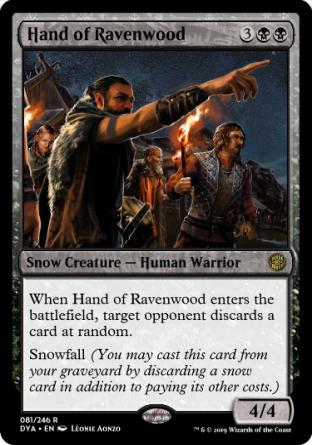 Hand of Ravenwood 3
Snow Creature — Human Warrior
When Hand of Ravenwood enters the
battlefield, target opponent discards a
card at random.
Snowfall (You may cast this card from
your graveyard by discarding a snow
card in addition to paying its other costs.)
4/4
081/246 R
DYA • EN Léonie Aonzo
™ & © 2019 Wizards of the Coast